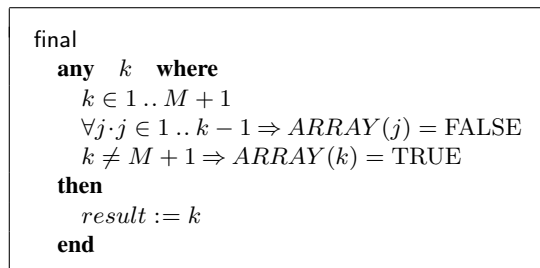 final
any k where
k ∈ 1 .. M + 1
∀j·j ∈ 1 .. k − 1 ⇒ ARRAY(j) = FALSE
k ≠ M + 1 ⇒ ARRAY(k) = TRUE
then
result := k
end